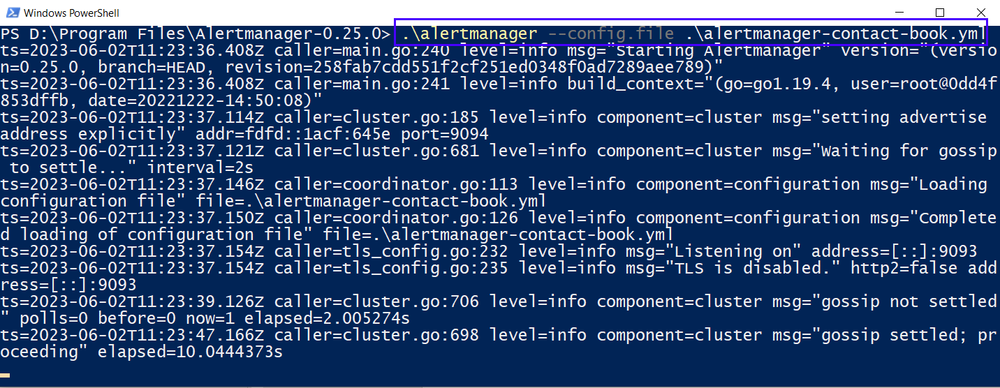 Windows PowerShell
PS D:\Program Files\Alertmanager-0.25.0> .\alertmanager --config.file .\alertmanager-contact-book.yml
ts=2023-06-02T11:23:36.408Z caller=main.go:240 level=info msg="Starting Alertmanager" version="(versio
n=0.25.0, branch=HEAD, revision=258fab7cdd551f2cf251ed0348f0ad7289aee789)"
ts=2023-06-02T11:23:36.408Z caller=main.go:241 level=info build_context="(go=go1.19.4, user=root@0dd4f
853dffb, date=20221222-14:50:08)"
ts=2023-06-02T11:23:37.114Z caller=cluster.go:185 level=info component=cluster msg="setting advertise
address explicitly" addr=fdfd::1acf:645e port=9094
ts=2023-06-02T11:23:37.121Z caller=cluster.go:681 level=info component=cluster msg="Waiting for gossip
 to settle..." interval=2s
ts=2023-06-02T11:23:37.146Z caller=coordinator.go:113 level=info component=configuration msg="Loading
configuration file" file=.\alertmanager-contact-book.yml
ts=2023-06-02T11:23:37.150Z caller=coordinator.go:126 level=info component=configuration msg="Complete
d loading of configuration file" file=.\alertmanager-contact-book.yml
ts=2023-06-02T11:23:37.154Z caller=tls_config.go:232 level=info msg="Listening on" address=[::]:9093
ts=2023-06-02T11:23:37.154Z caller=tls_config.go:235 level=info msg="TLS is disabled." http2=false add
ress=[::]:9093
ts=2023-06-02T11:23:39.126Z caller=cluster.go:706 level=info component=cluster msg="gossip not settled
" polls=0 before=0 now=1 elapsed=2.005274s
ts=2023-06-02T11:23:47.166Z caller=cluster.go:698 level=info component=cluster msg="gossip settled; pr
oceeding" elapsed=10.0444373s